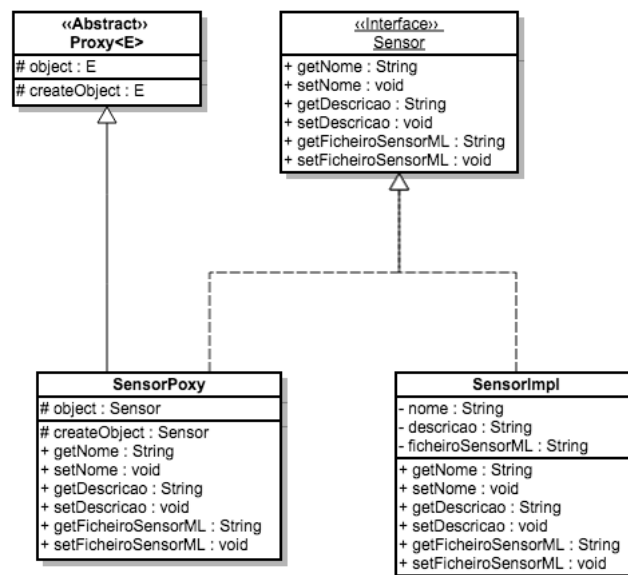 ‹‹Abstract››
Proxy<E>
# object : E
# createObject : E
‹‹Interface››
Sensor
+ getNome : String
+ setNome : void
+ getDescricao : String
+ setDescricao : void
+ getFicheiroSensorML : String
+ setFicheiroSensorML : void
SensorPoxy
# object : Sensor
# createObject : Sensor
+ getNome : String
+ setNome : void
+ getDescricao : String
+ setDescricao : void
+ getFicheiroSensorML : String
+ setFicheiroSensorML : void
SensorImpl
- nome : String
- descricao : String
- ficheiroSensorML : String
+ getNome : String
+ setNome : void
+ getDescricao : String
+ setDescricao : void
+ getFicheiroSensorML : String
+ setFicheiroSensorML : void